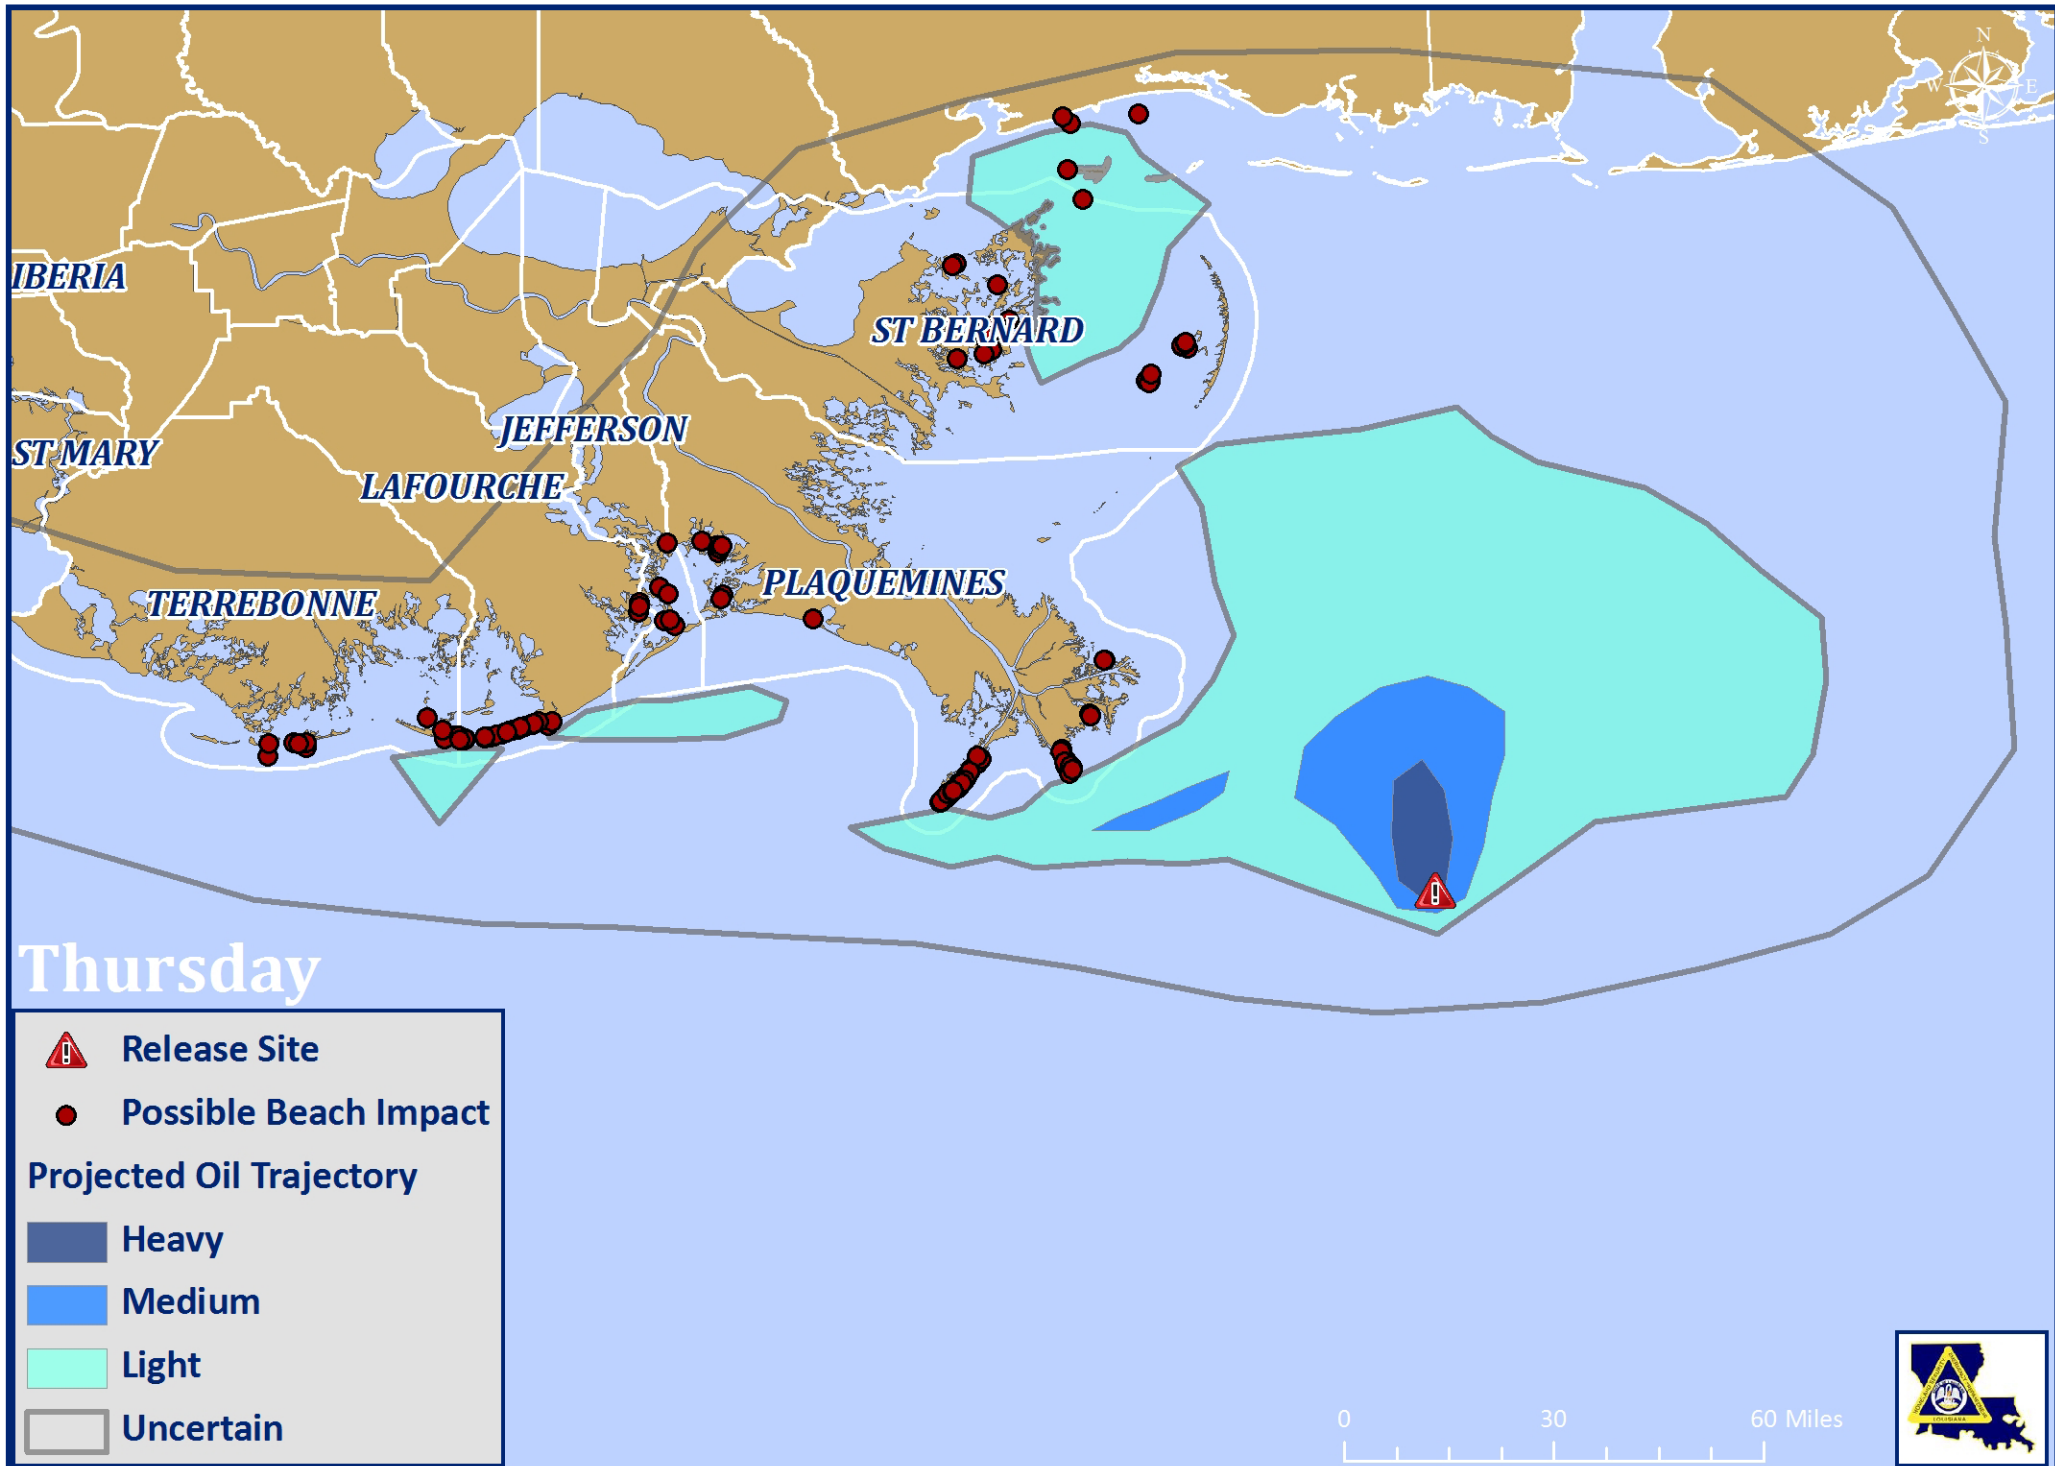 N
W E
S
IBERIA
ST BERNARD
JEFFERSON
ST MARY
LAFOURCHE
PLAQUEMINES
TERREBONNE
Thursday
Release Site
Possible Beach Impact
Projected Oil Trajectory
Heavy
Medium
Light
Uncertain
0 30 60 Miles
LOUISIANA